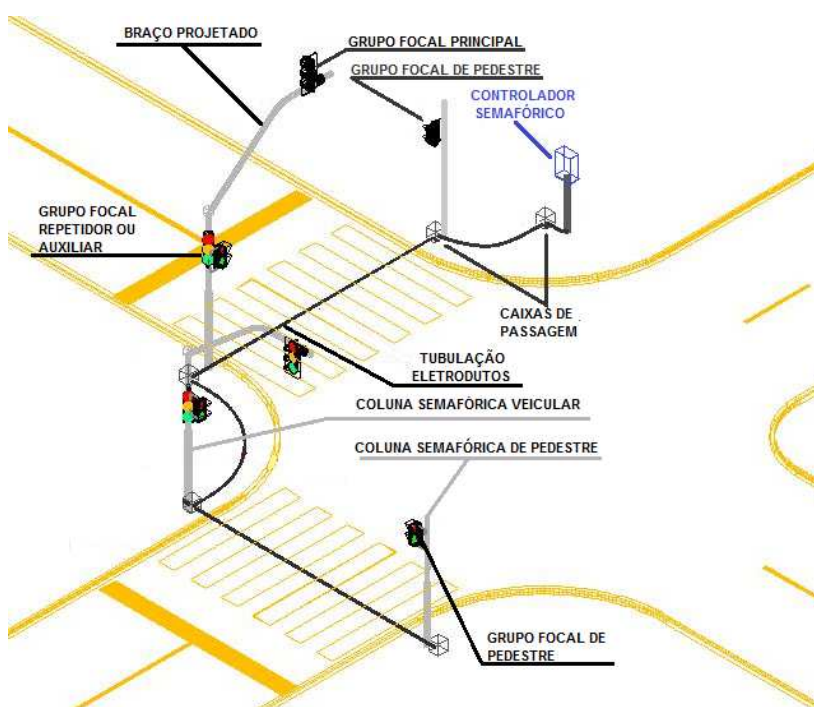 BRAÇO PROJETADO
GRUPO FOCAL PRINCIPAL
GRUPO FOCAL DE PEDESTRE
CONTROLADOR
SEMAFÓRICO
GRUPO FOCAL
REPETIDOR OU
AUXILIAR
CAIXAS DE
PASSAGEM
TUBULAÇÃO
ELETRODUTOS
COLUNA SEMAFÓRICA VEICULAR
COLUNA SEMAFÓRICA DE PEDESTRE
GRUPO FOCAL DE
PEDESTRE